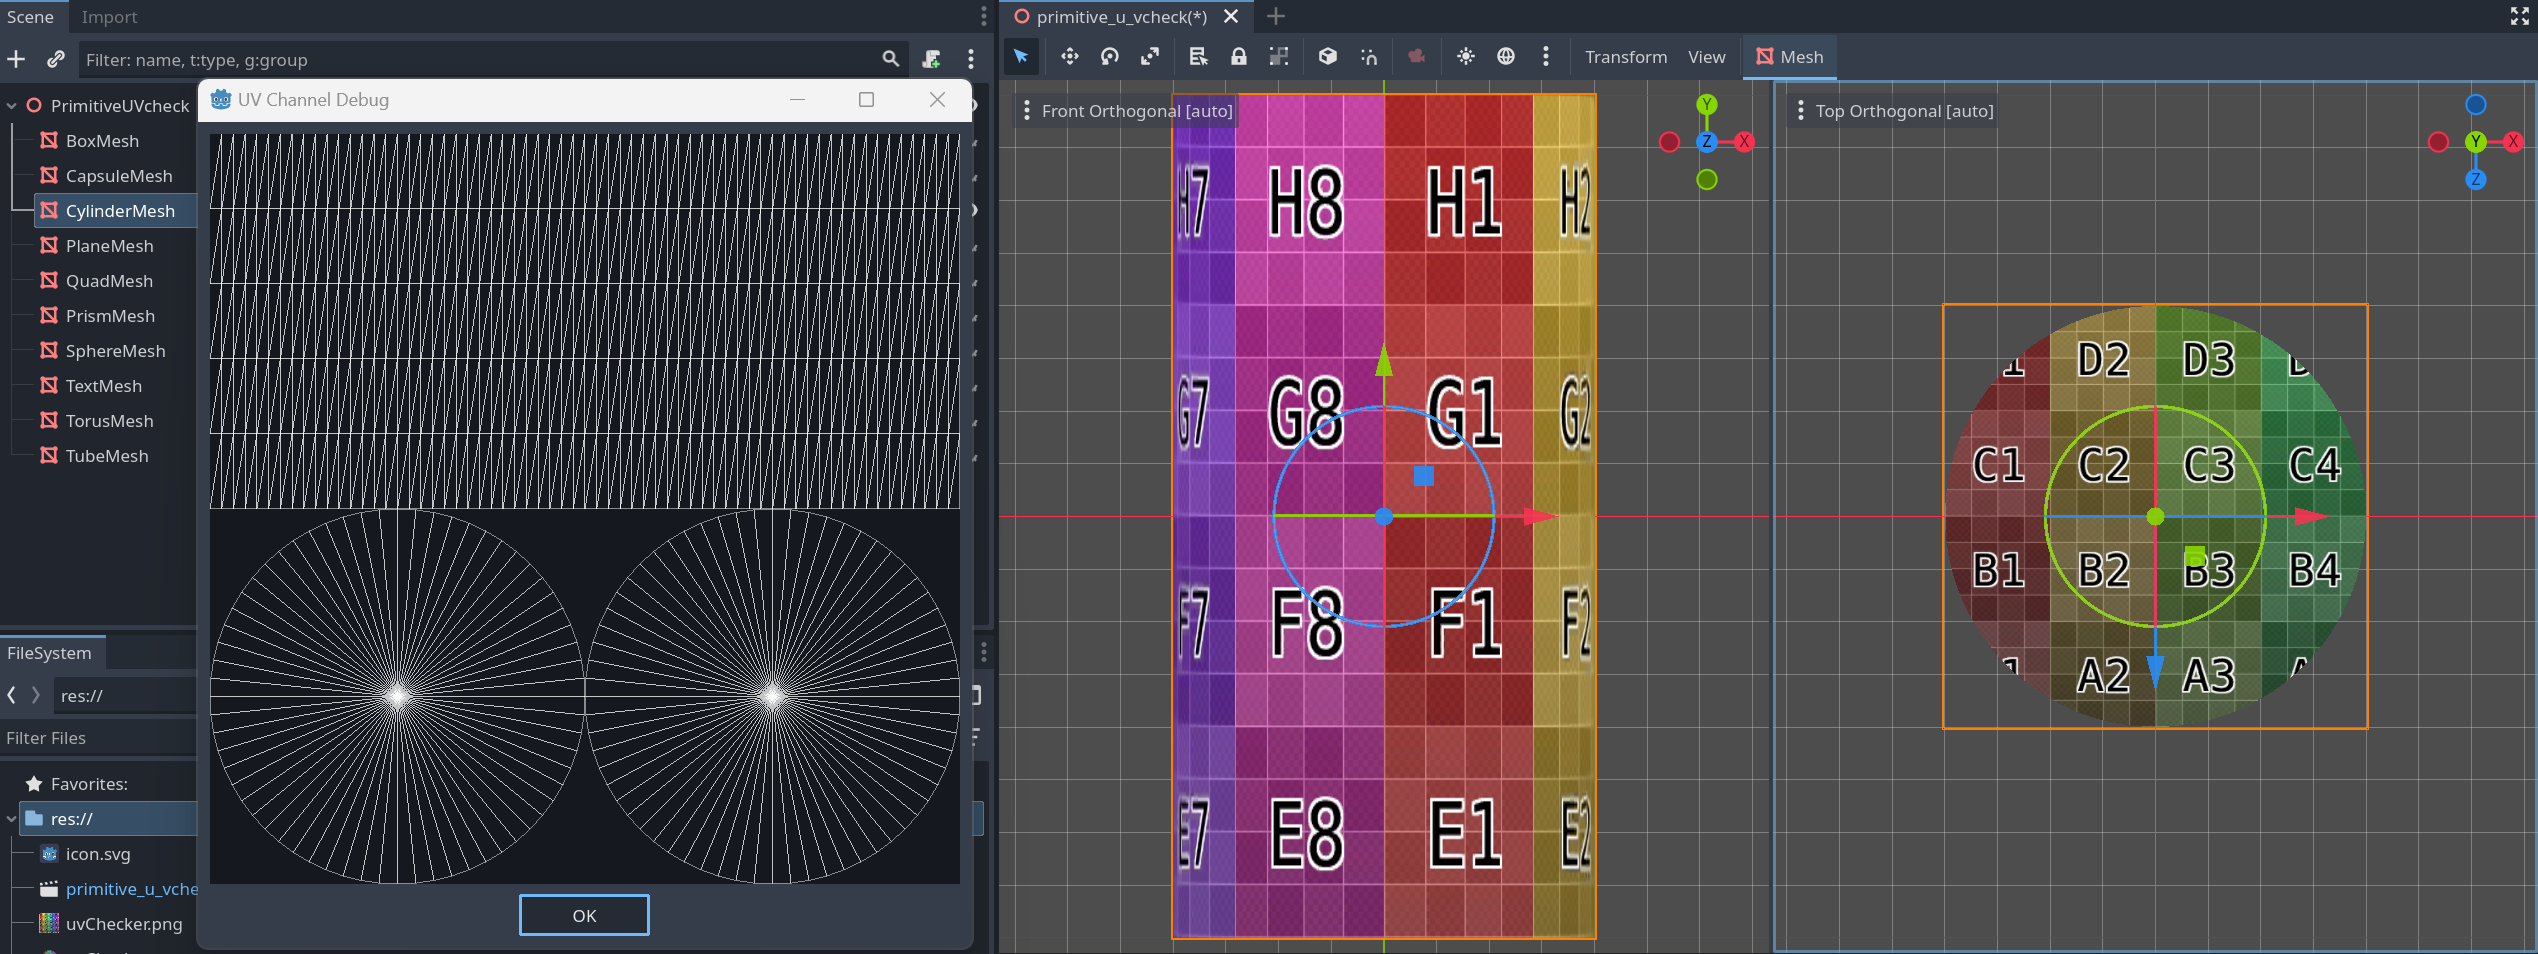 Scene
Import
Filter: name, t:type, g:group
PrimitiveUVcheck
BoxMesh
CapsuleMesh
CylinderMesh
PlaneMesh
QuadMesh
PrismMesh
SphereMesh
TextMesh
TorusMesh
TubeMesh
FileSystem
res://
Filter Files
Favorites:
res://
icon.svg
primitive_u_vche
uvChecker.png
UV Channel Debug
OK
primitive_u_vcheck(*)
Transform
View
Mesh
Front Orthogonal [auto]
Y
Z
X
H7 H8 H1 H2
G7 G8 G1 G2
F7 F8 F1 F2
E7 E8 E1 E2
Top Orthogonal [auto]
Y
X
Z
1 D2 D3
C1 C2 C3 C4
B1 B2 B3 B4
1 A2 A3